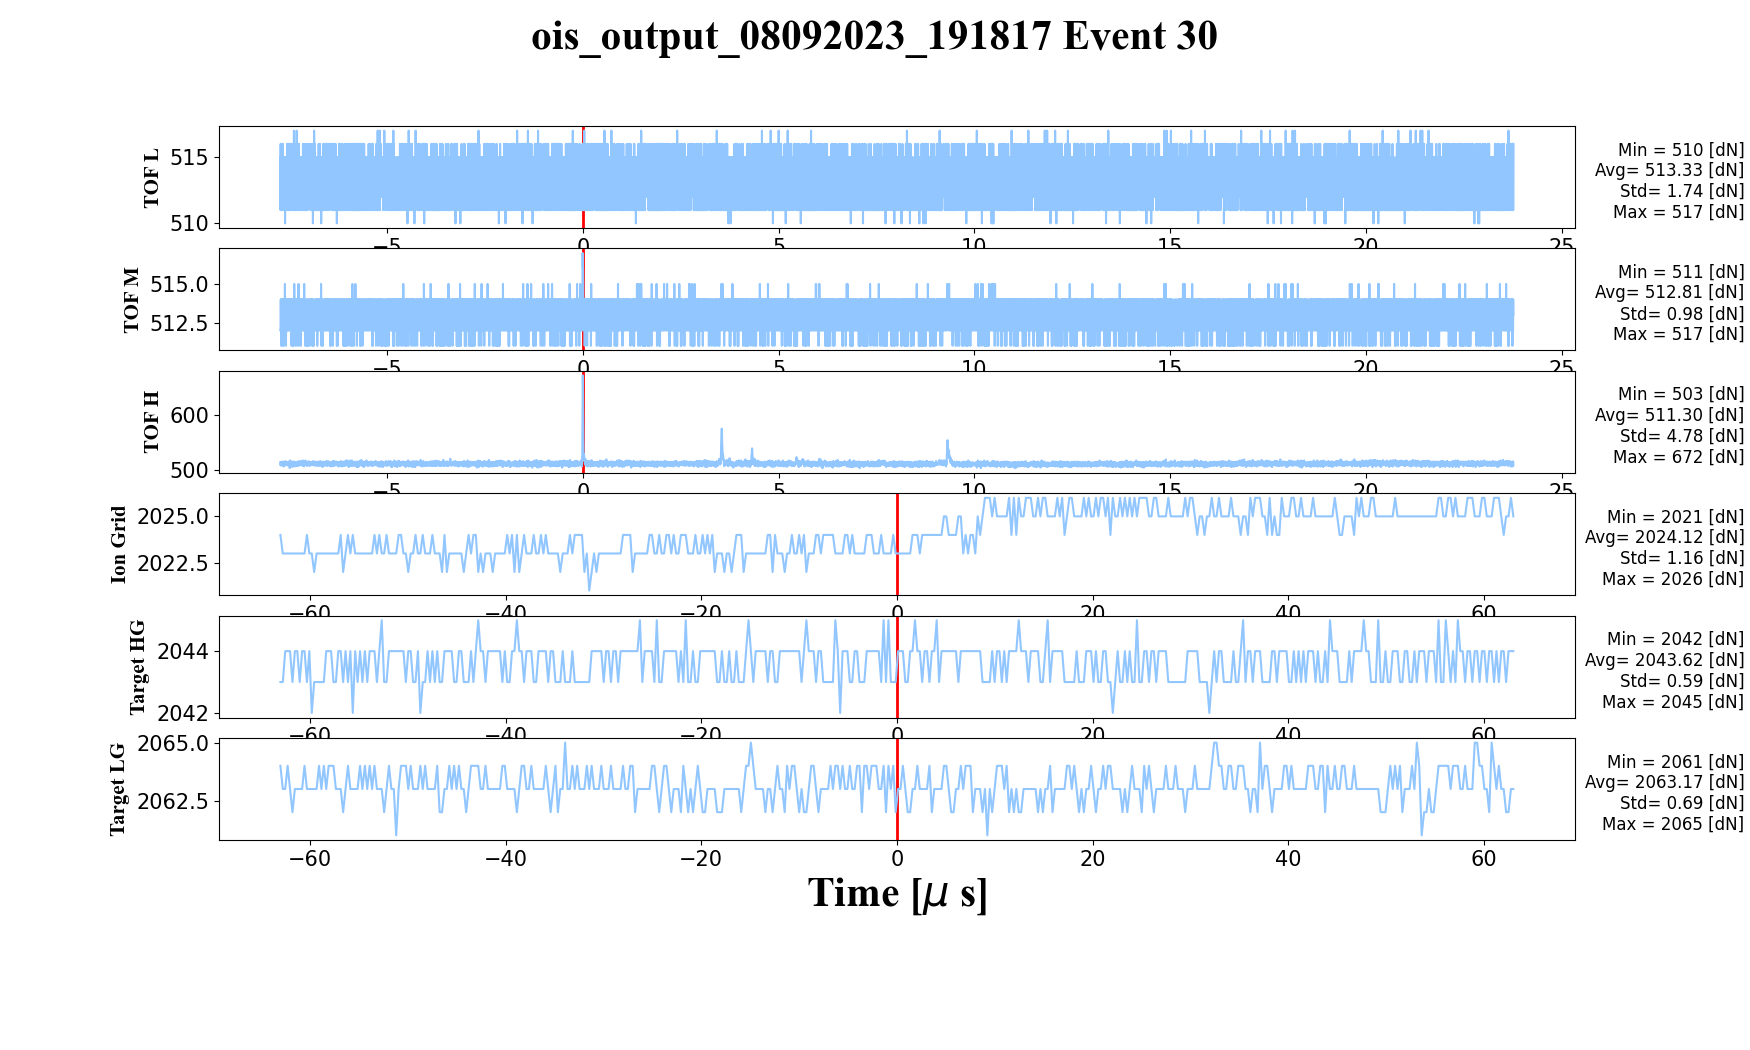 ois_output_08092023_191817 Event 30
TOF L
515
510
−5 0 5 10 15 20 25
Min = 510 [dN]
Avg= 513.33 [dN]
Std= 1.74 [dN]
Max = 517 [dN]
TOF M
515.0
512.5
−5 0 5 10 15 20 25
Min = 511 [dN]
Avg= 512.81 [dN]
Std= 0.98 [dN]
Max = 517 [dN]
TOF H
600
500
−5 0 5 10 15 20 25
Min = 503 [dN]
Avg= 511.30 [dN]
Std= 4.78 [dN]
Max = 672 [dN]
Ion Grid
2025.0
2022.5
−60 −40 −20 0 20 40 60
Min = 2021 [dN]
Avg= 2024.12 [dN]
Std= 1.16 [dN]
Max = 2026 [dN]
Target HG
2044
2042
−60 −40 −20 0 20 40 60
Min = 2042 [dN]
Avg= 2043.62 [dN]
Std= 0.59 [dN]
Max = 2045 [dN]
Target LG
2065.0
2062.5
−60 −40 −20 0 20 40 60
Min = 2061 [dN]
Avg= 2063.17 [dN]
Std= 0.69 [dN]
Max = 2065 [dN]
Time [μ s]